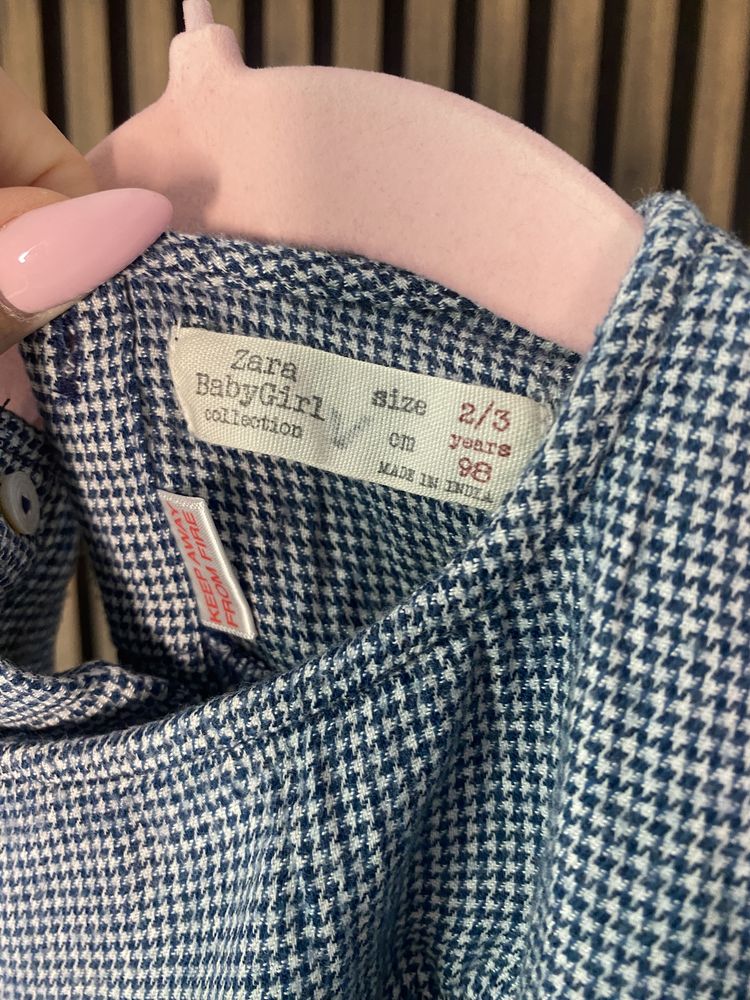 Zara
BabyGirl
collection
size 2/3
cm years
98
MADE IN INDIA
KEEP AWAY
FROM FIRE